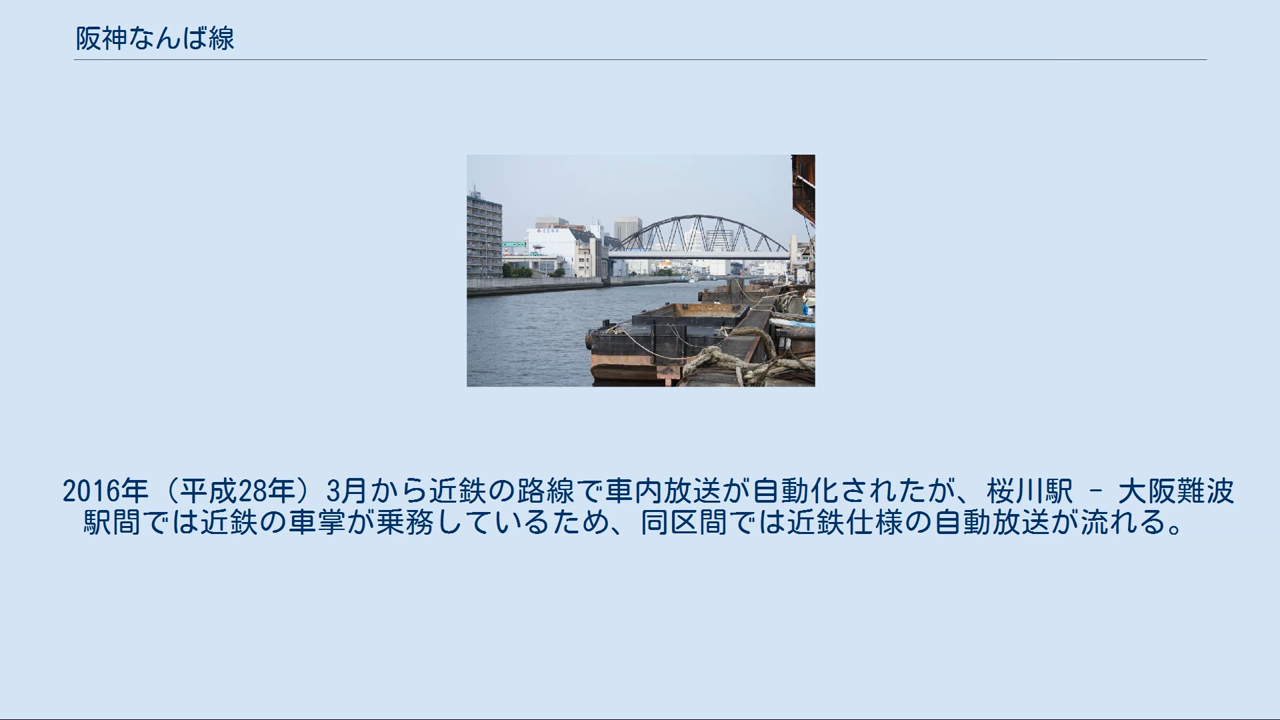 阪神なんば線
2016年（平成28年）3月から近鉄の路線で車内放送が自動化されたが、桜川駅 - 大阪難波
駅間では近鉄の車掌が乗務しているため、同区間では近鉄仕様の自動放送が流れる。